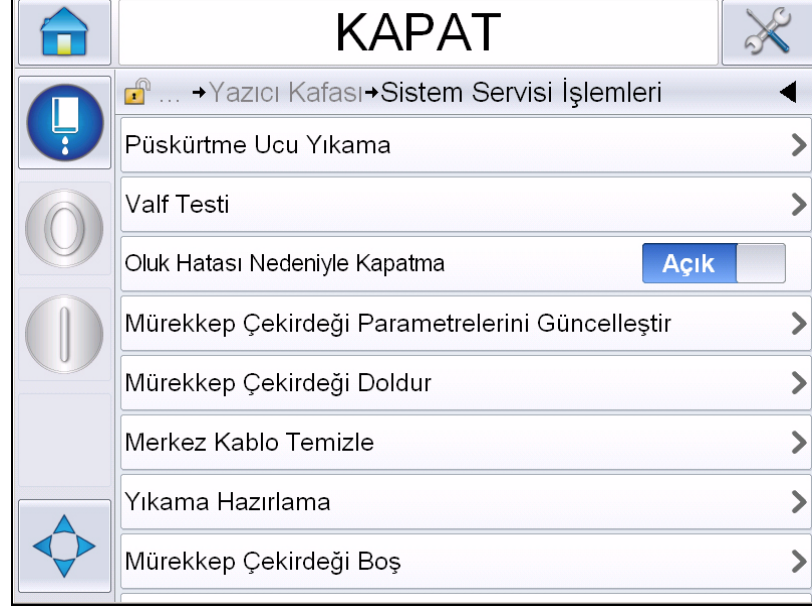 KAPAT
... →Yazıcı Kafası→Sistem Servisi İşlemleri
Püskürtme Ucu Yıkama
Valf Testi
Oluk Hatası Nedeniyle Kapatma Açık
Mürekkep Çekirdeği Parametrelerini Güncelleştir
Mürekkep Çekirdeği Doldur
Merkez Kablo Temizle
Yıkama Hazırlama
Mürekkep Çekirdeği Boş